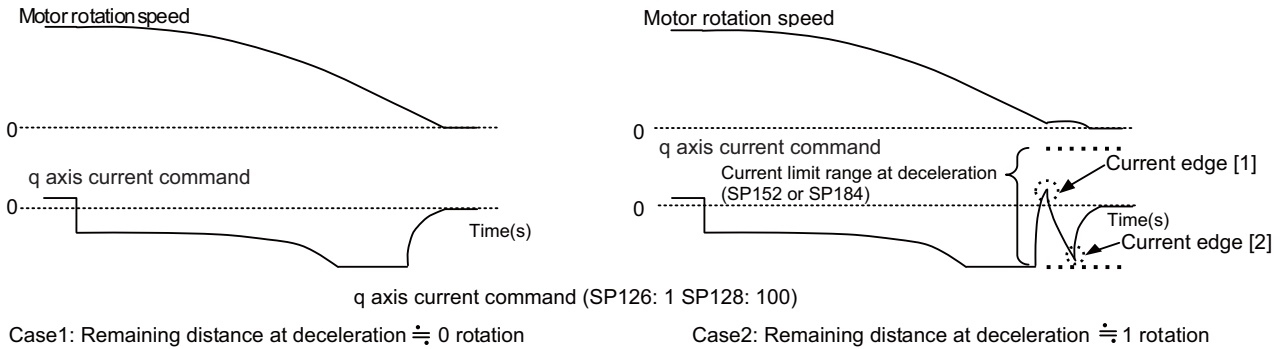 Motor rotation speed
0
q axis current command
0
Time(s)
Motor rotation speed
0
q axis current command
Current limit range at deceleration
(SP152 or SP184)
Current edge [1]
0
Time(s)
Current edge [2]
q axis current command (SP126: 1 SP128: 100)
Case1: Remaining distance at deceleration ≒ 0 rotation
Case2: Remaining distance at deceleration ≒ 1 rotation